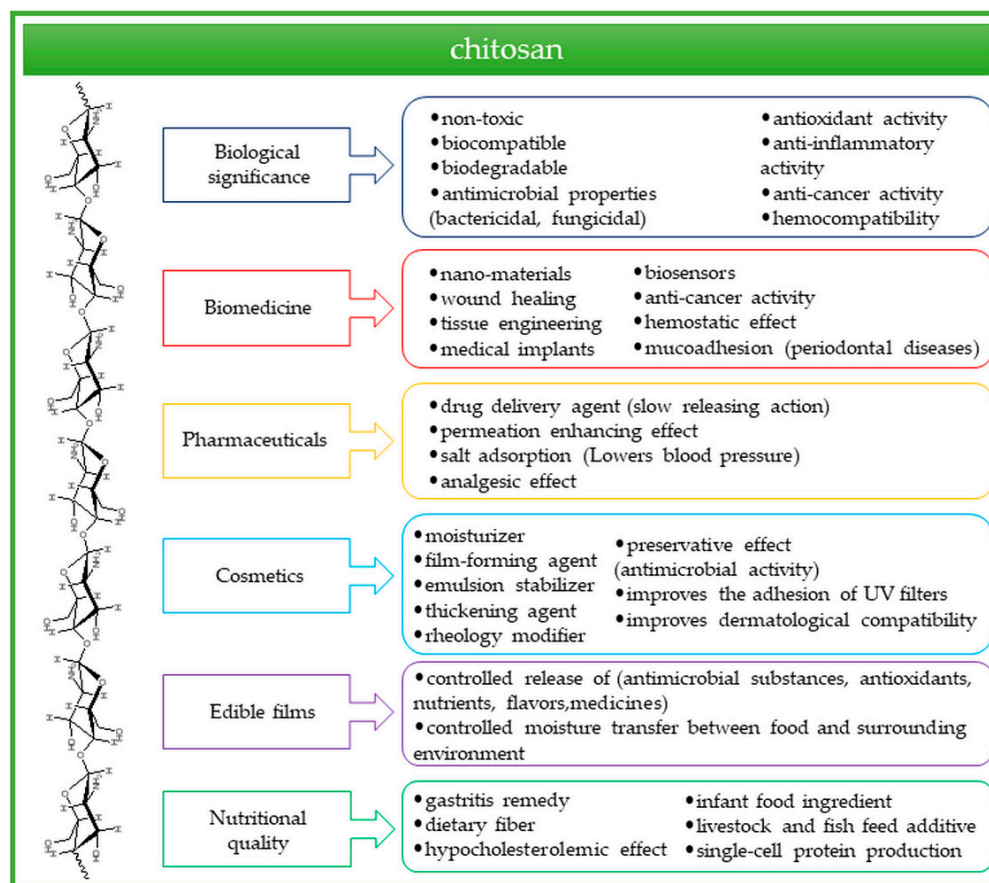 chitosan
Biological
significance
•non-toxic
•biocompatible
•biodegradable
•antimicrobial properties
(bactericidal, fungicidal)
•antioxidant activity
•anti-inflammatory
activity
•anti-cancer activity
•hemocompatibility
Biomedicine
•nano-materials
•wound healing
•tissue engineering
•medical implants
•biosensors
•anti-cancer activity
•hemostatic effect
•mucoadhesion (periodontal diseases)
Pharmaceuticals
•drug delivery agent (slow releasing action)
•permeation enhancing effect
•salt adsorption (Lowers blood pressure)
•analgesic effect
Cosmetics
•moisturizer
•film-forming agent
•emulsion stabilizer
•thickening agent
•rheology modifier
•preservative effect
(antimicrobial activity)
•improves the adhesion of UV filters
•improves dermatological compatibility
Edible films
•controlled release of (antimicrobial substances, antioxidants,
nutrients, flavors,medicines)
•controlled moisture transfer between food and surrounding
environment
Nutritional
quality
•gastritis remedy
•dietary fiber
•hypocholesterolemic effect
•infant food ingredient
•livestock and fish feed additive
•single-cell protein production